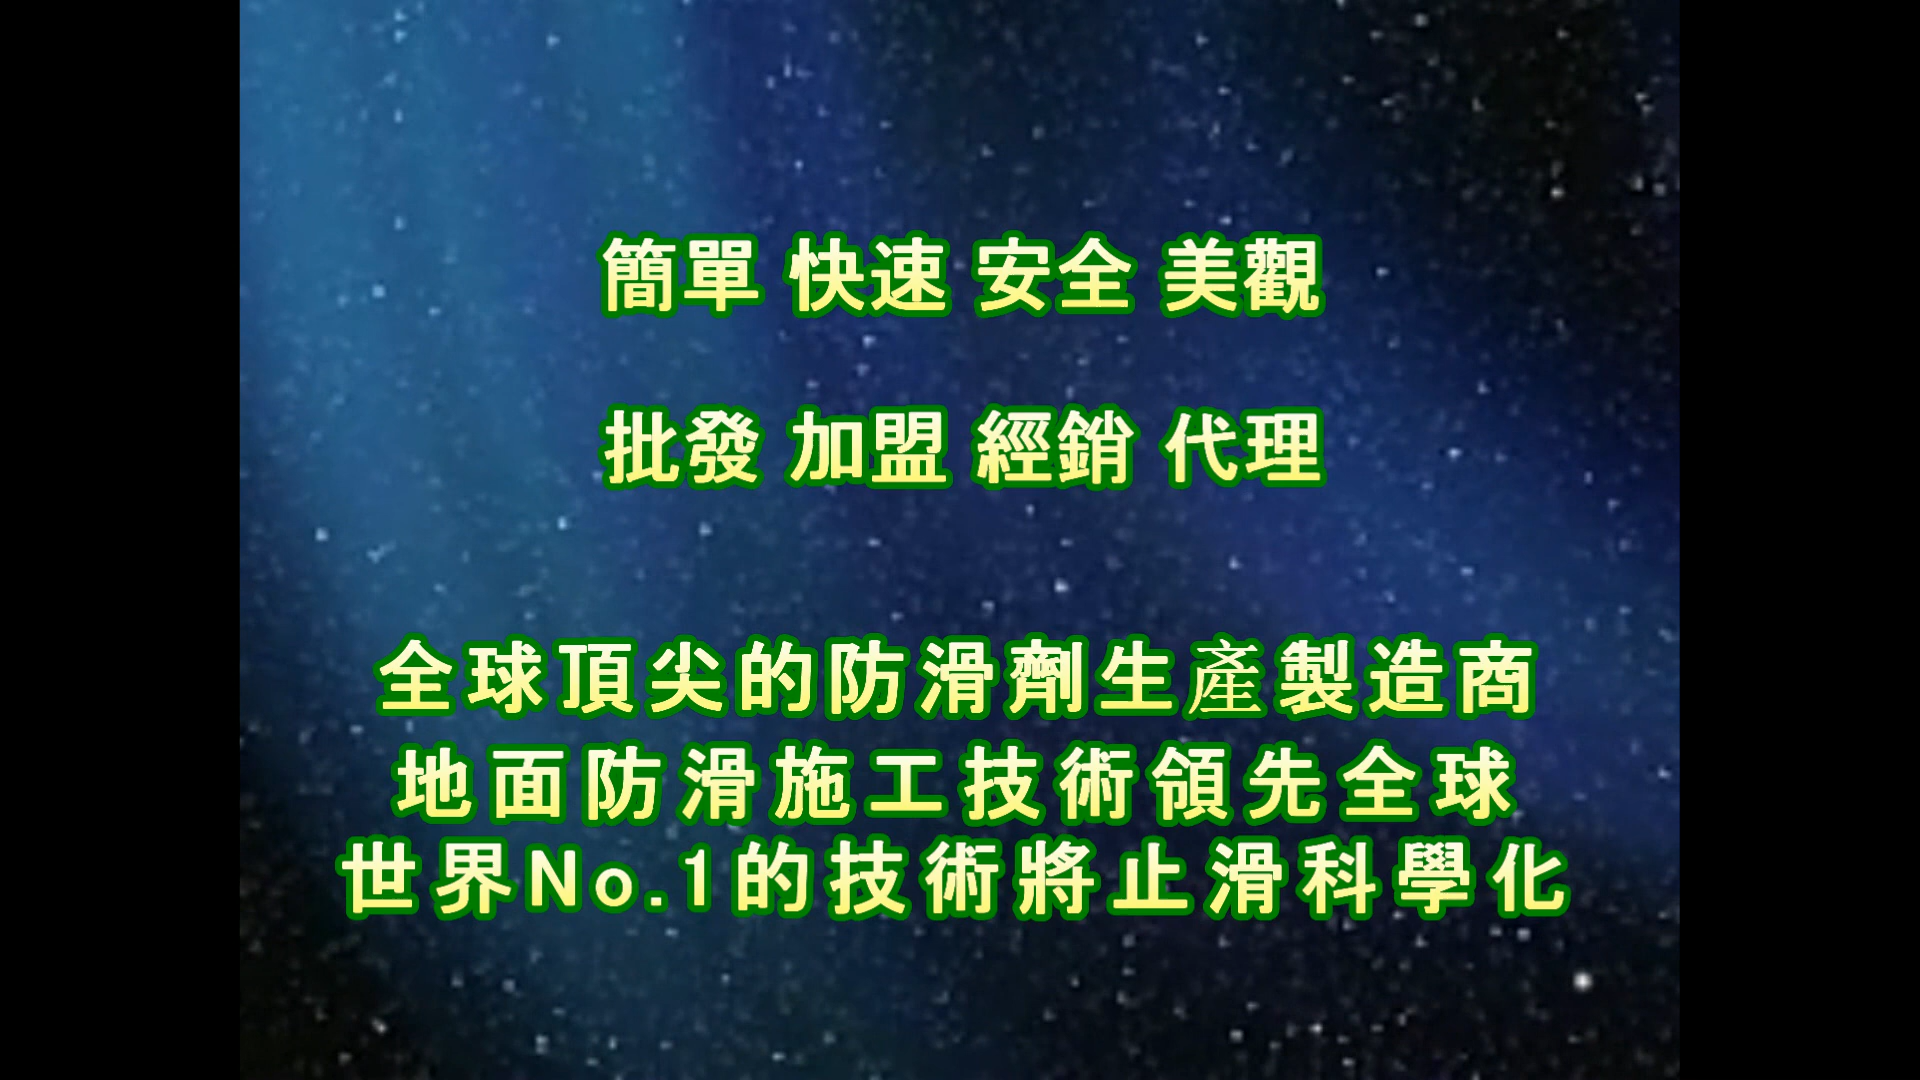 簡單 快速 安全 美觀
批發 加盟 經銷 代理
全球頂尖的防滑劑生產製造商
地面防滑施工技術領先全球
世界No.1的技術將止滑科學化